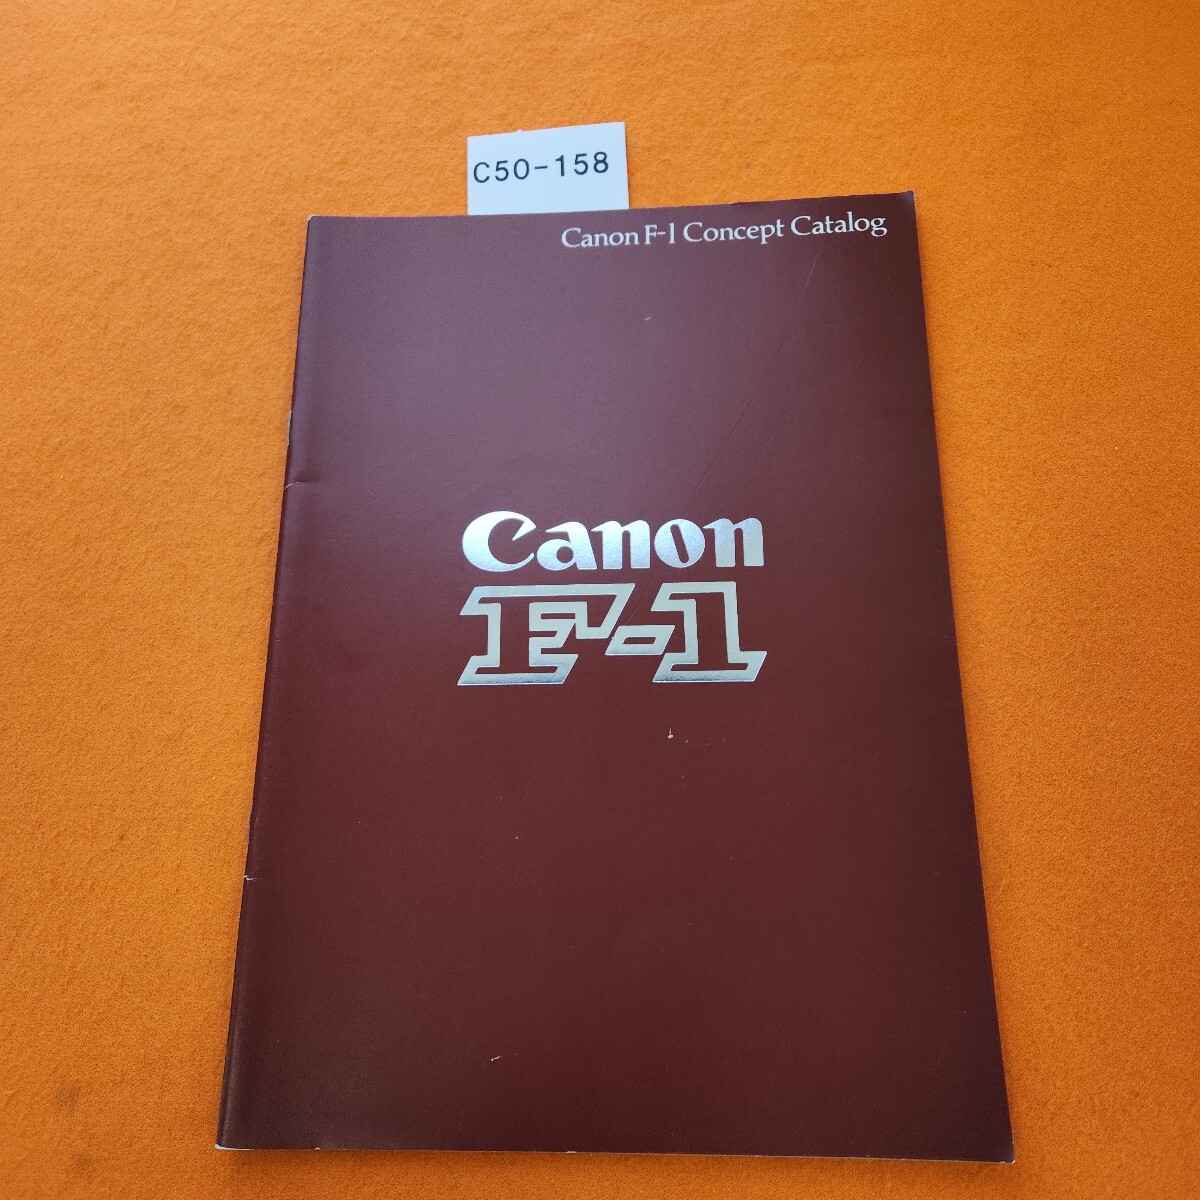 C50-158
Canon F-1 Concept Catalog
Canon
F-1